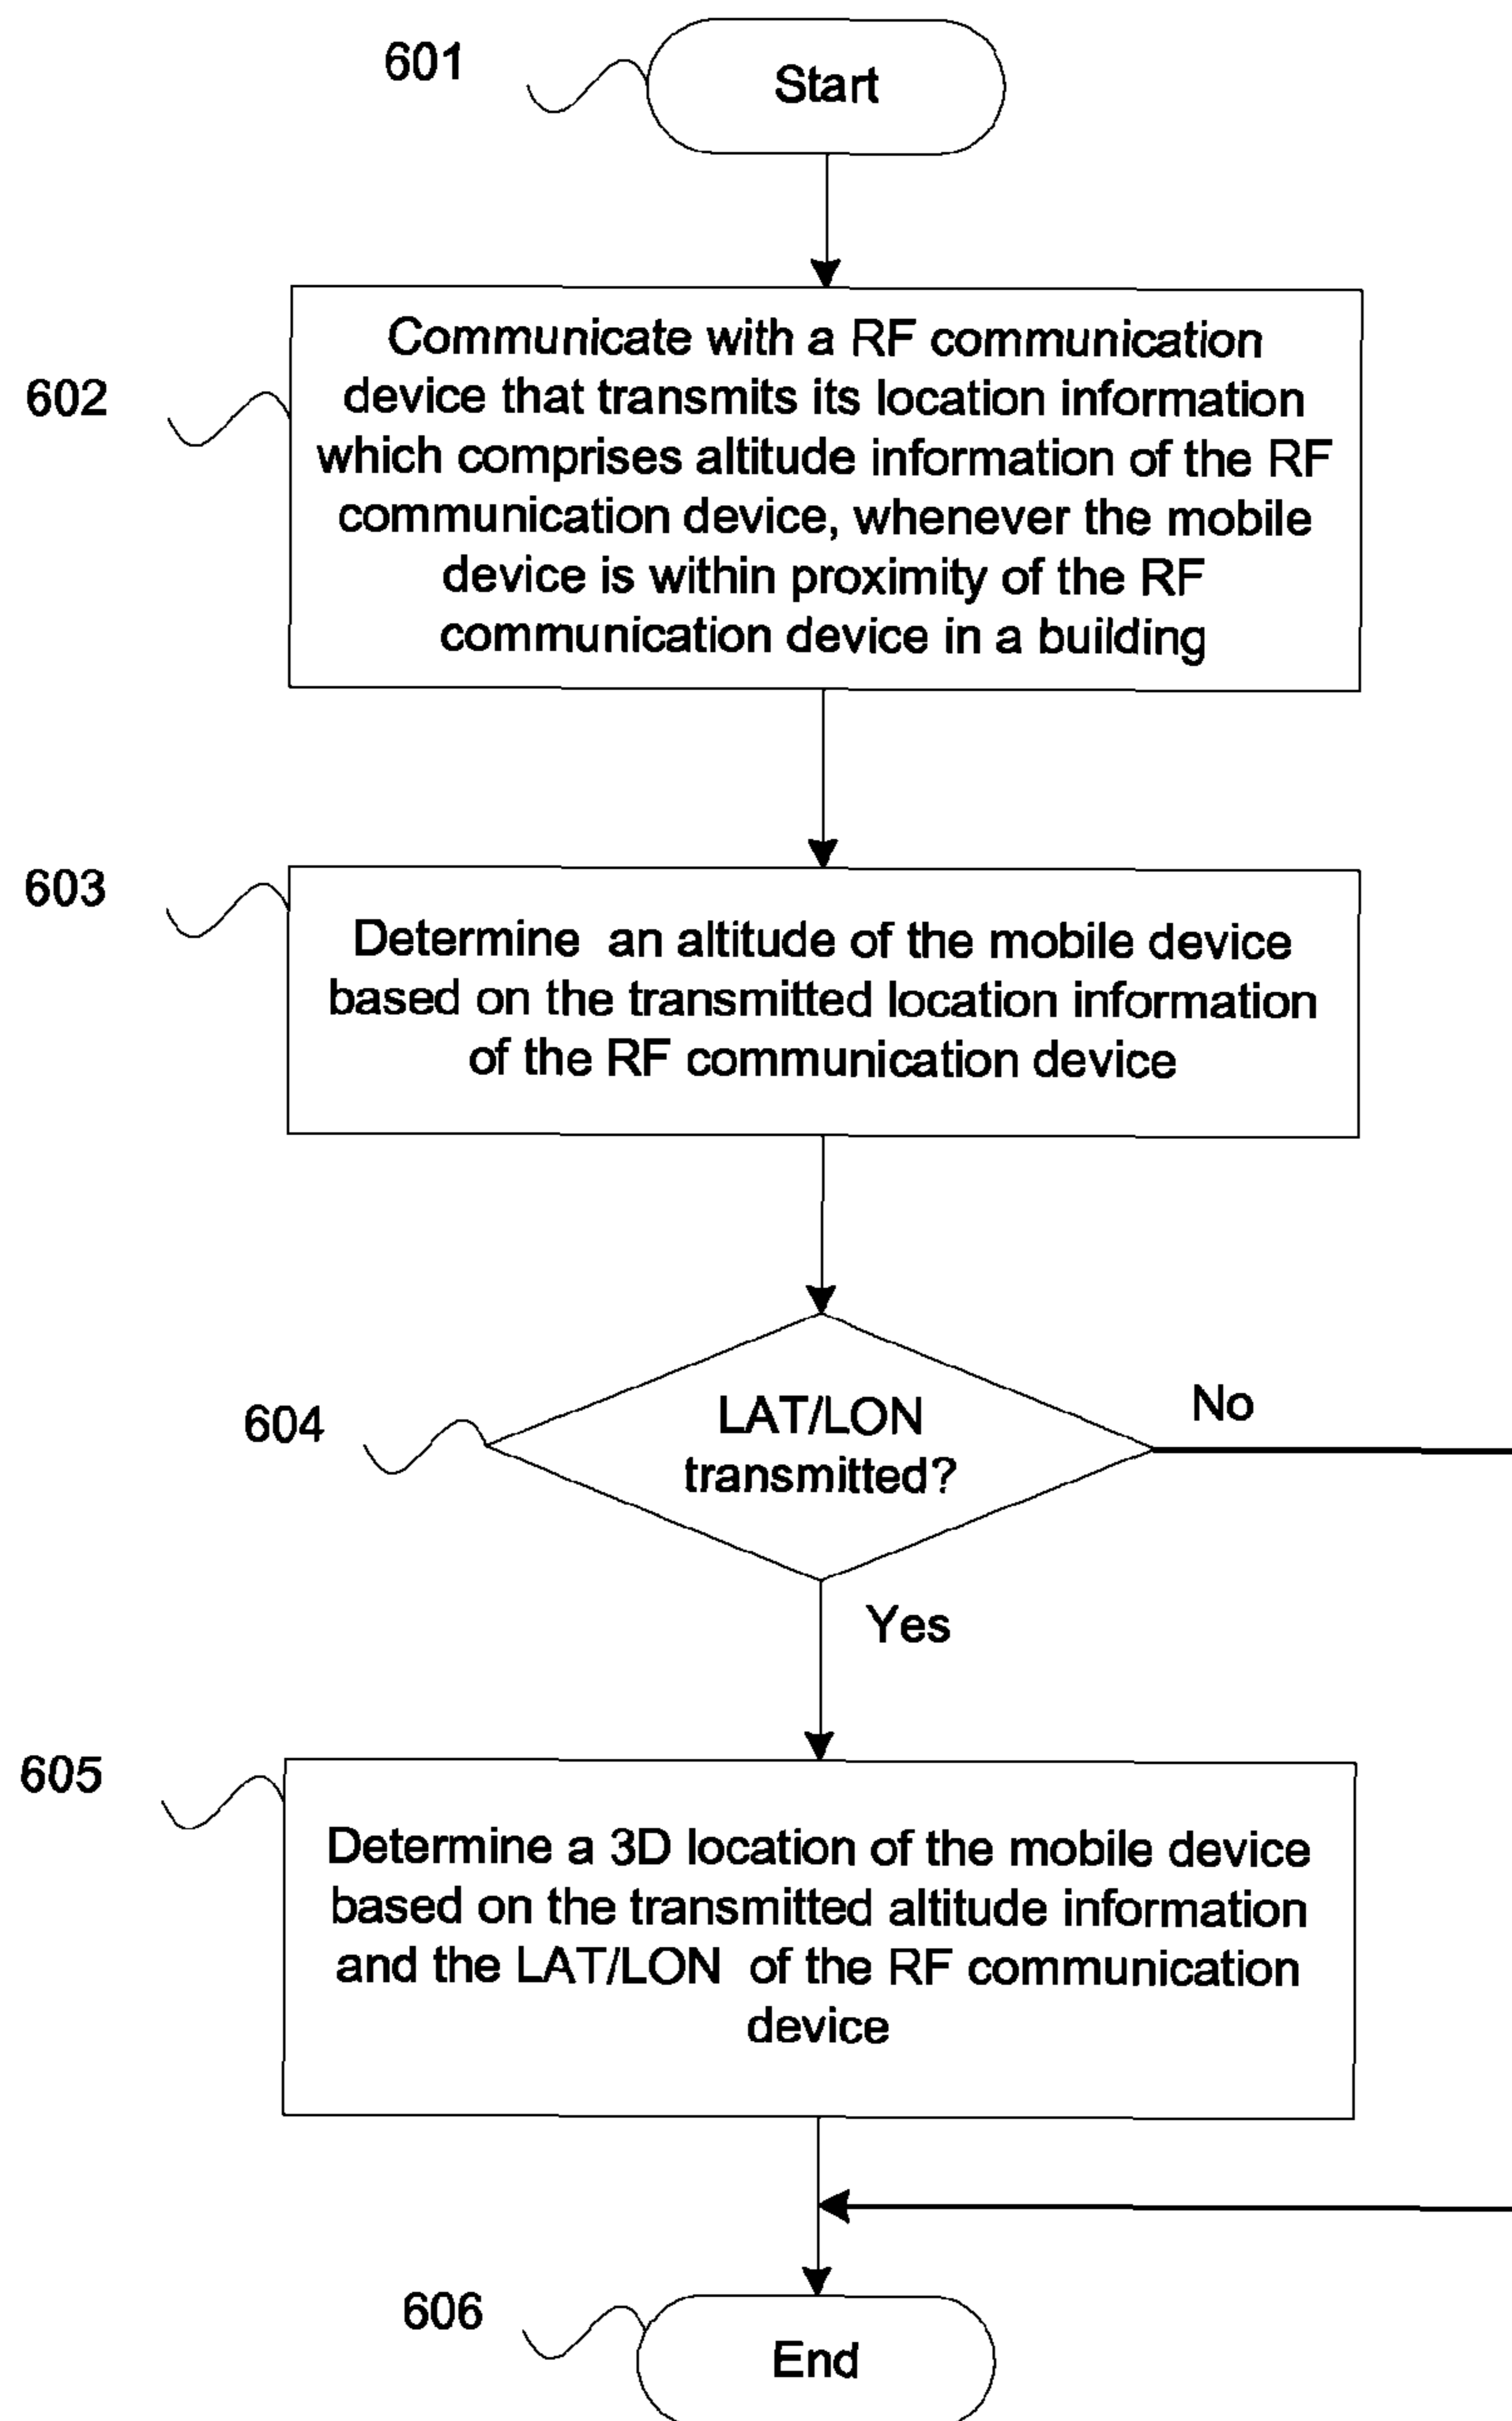 601
Start
602
Communicate with a RF communication
device that transmits its location information
which comprises altitude information of the RF
communication device, whenever the mobile
device is within proximity of the RF
communication device in a building
603
Determine an altitude of the mobile device
based on the transmitted location information
of the RF communication device
604
LAT/LON
transmitted?
No
Yes
605
Determine a 3D location of the mobile device
based on the transmitted altitude information
and the LAT/LON of the RF communication
device
606
End